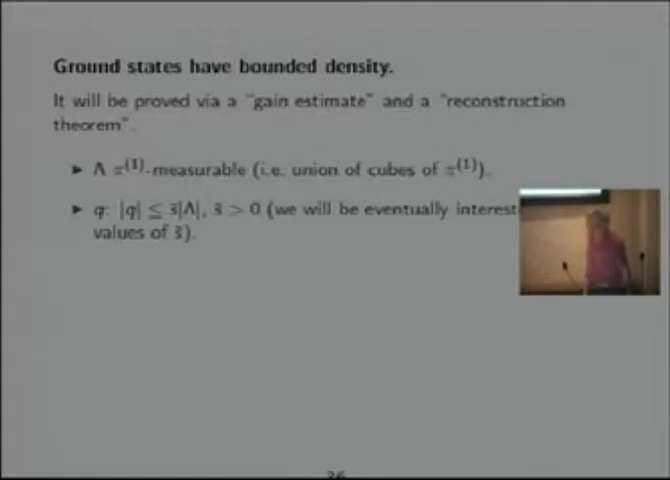 Ground states have bounded density.
It will be proved via a "gain estimate" and a "reconstruction
theorem".
► Λ π⁽¹⁾-measurable (i.e. union of cubes of π⁽¹⁾).
► q: |q| ≤ 3|Λ|, 3 > 0 (we will be eventually interest
values of 3).